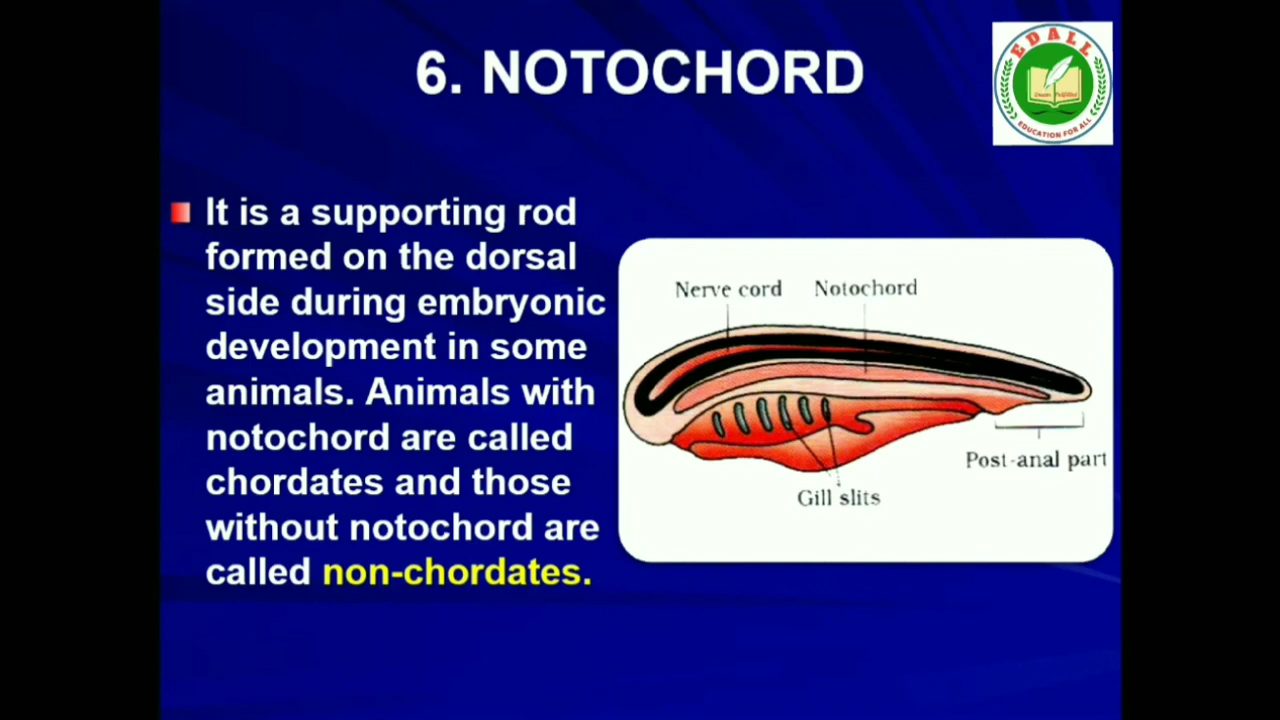 6. NOTOCHORD
EDALL
EDUCATION FOR ALL
It is a supporting rod
formed on the dorsal
side during embryonic
development in some
animals. Animals with
notochord are called
chordates and those
without notochord are
called non-chordates.
Nerve cord
Notochord
Post-anal part
Gill slits